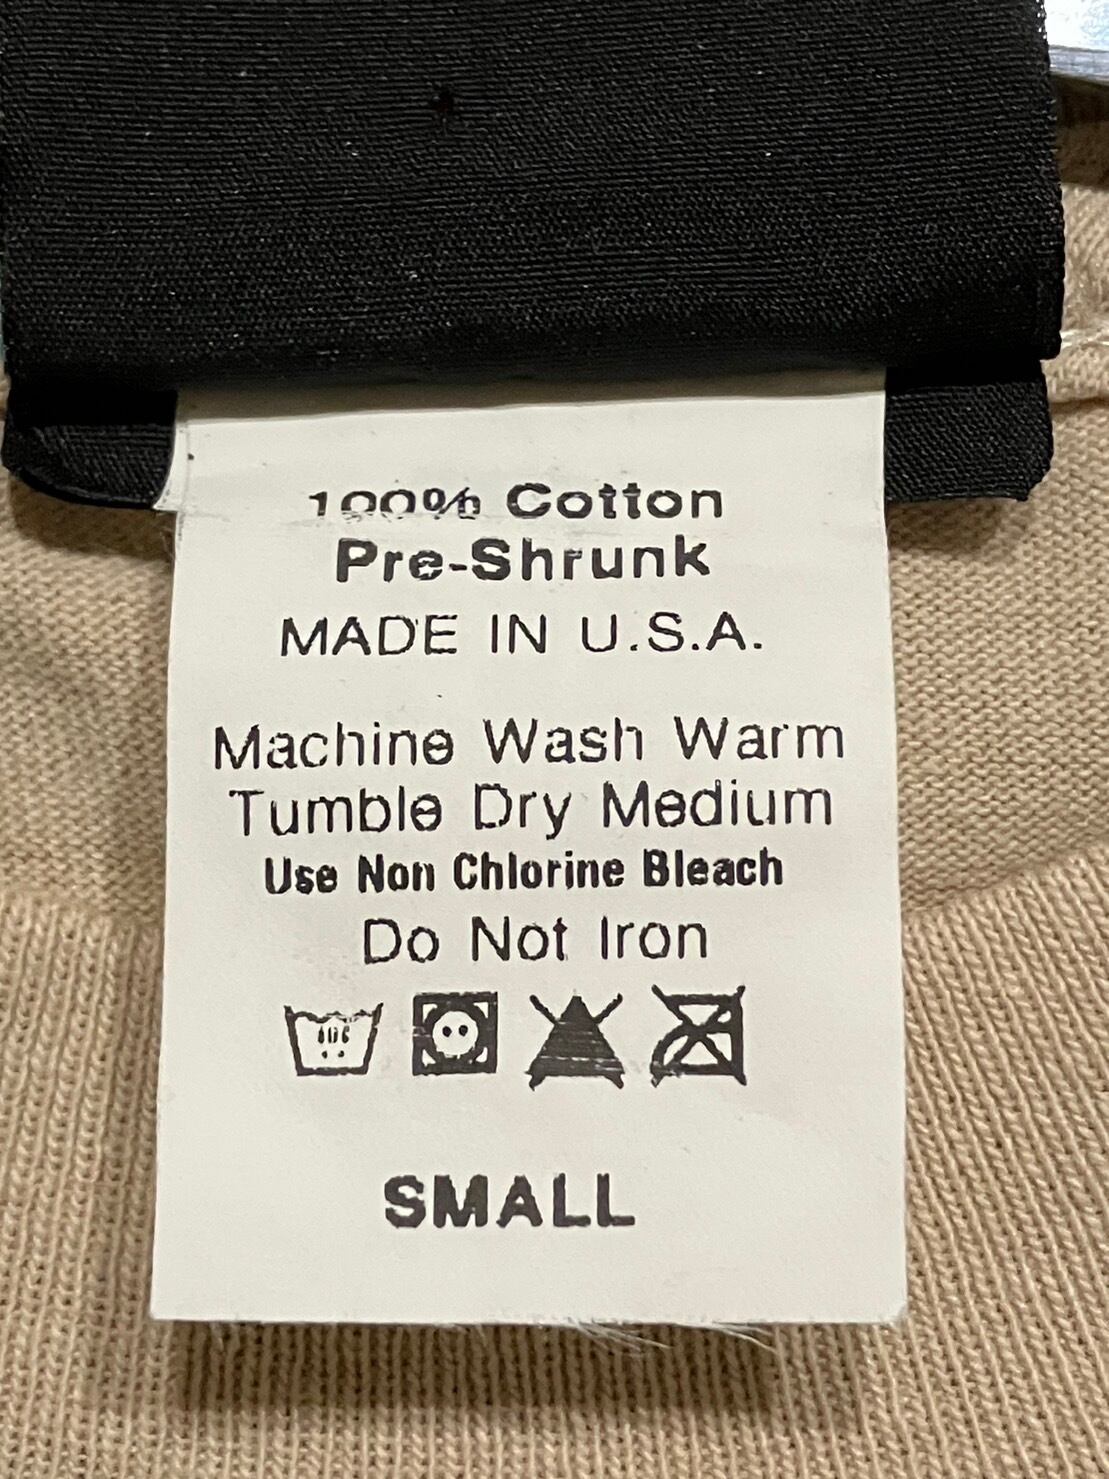 100% Cotton
Pre-Shrunk
MADE IN U.S.A.
Machine Wash Warm
Tumble Dry Medium
Use Non Chlorine Bleach
Do Not Iron
SMALL